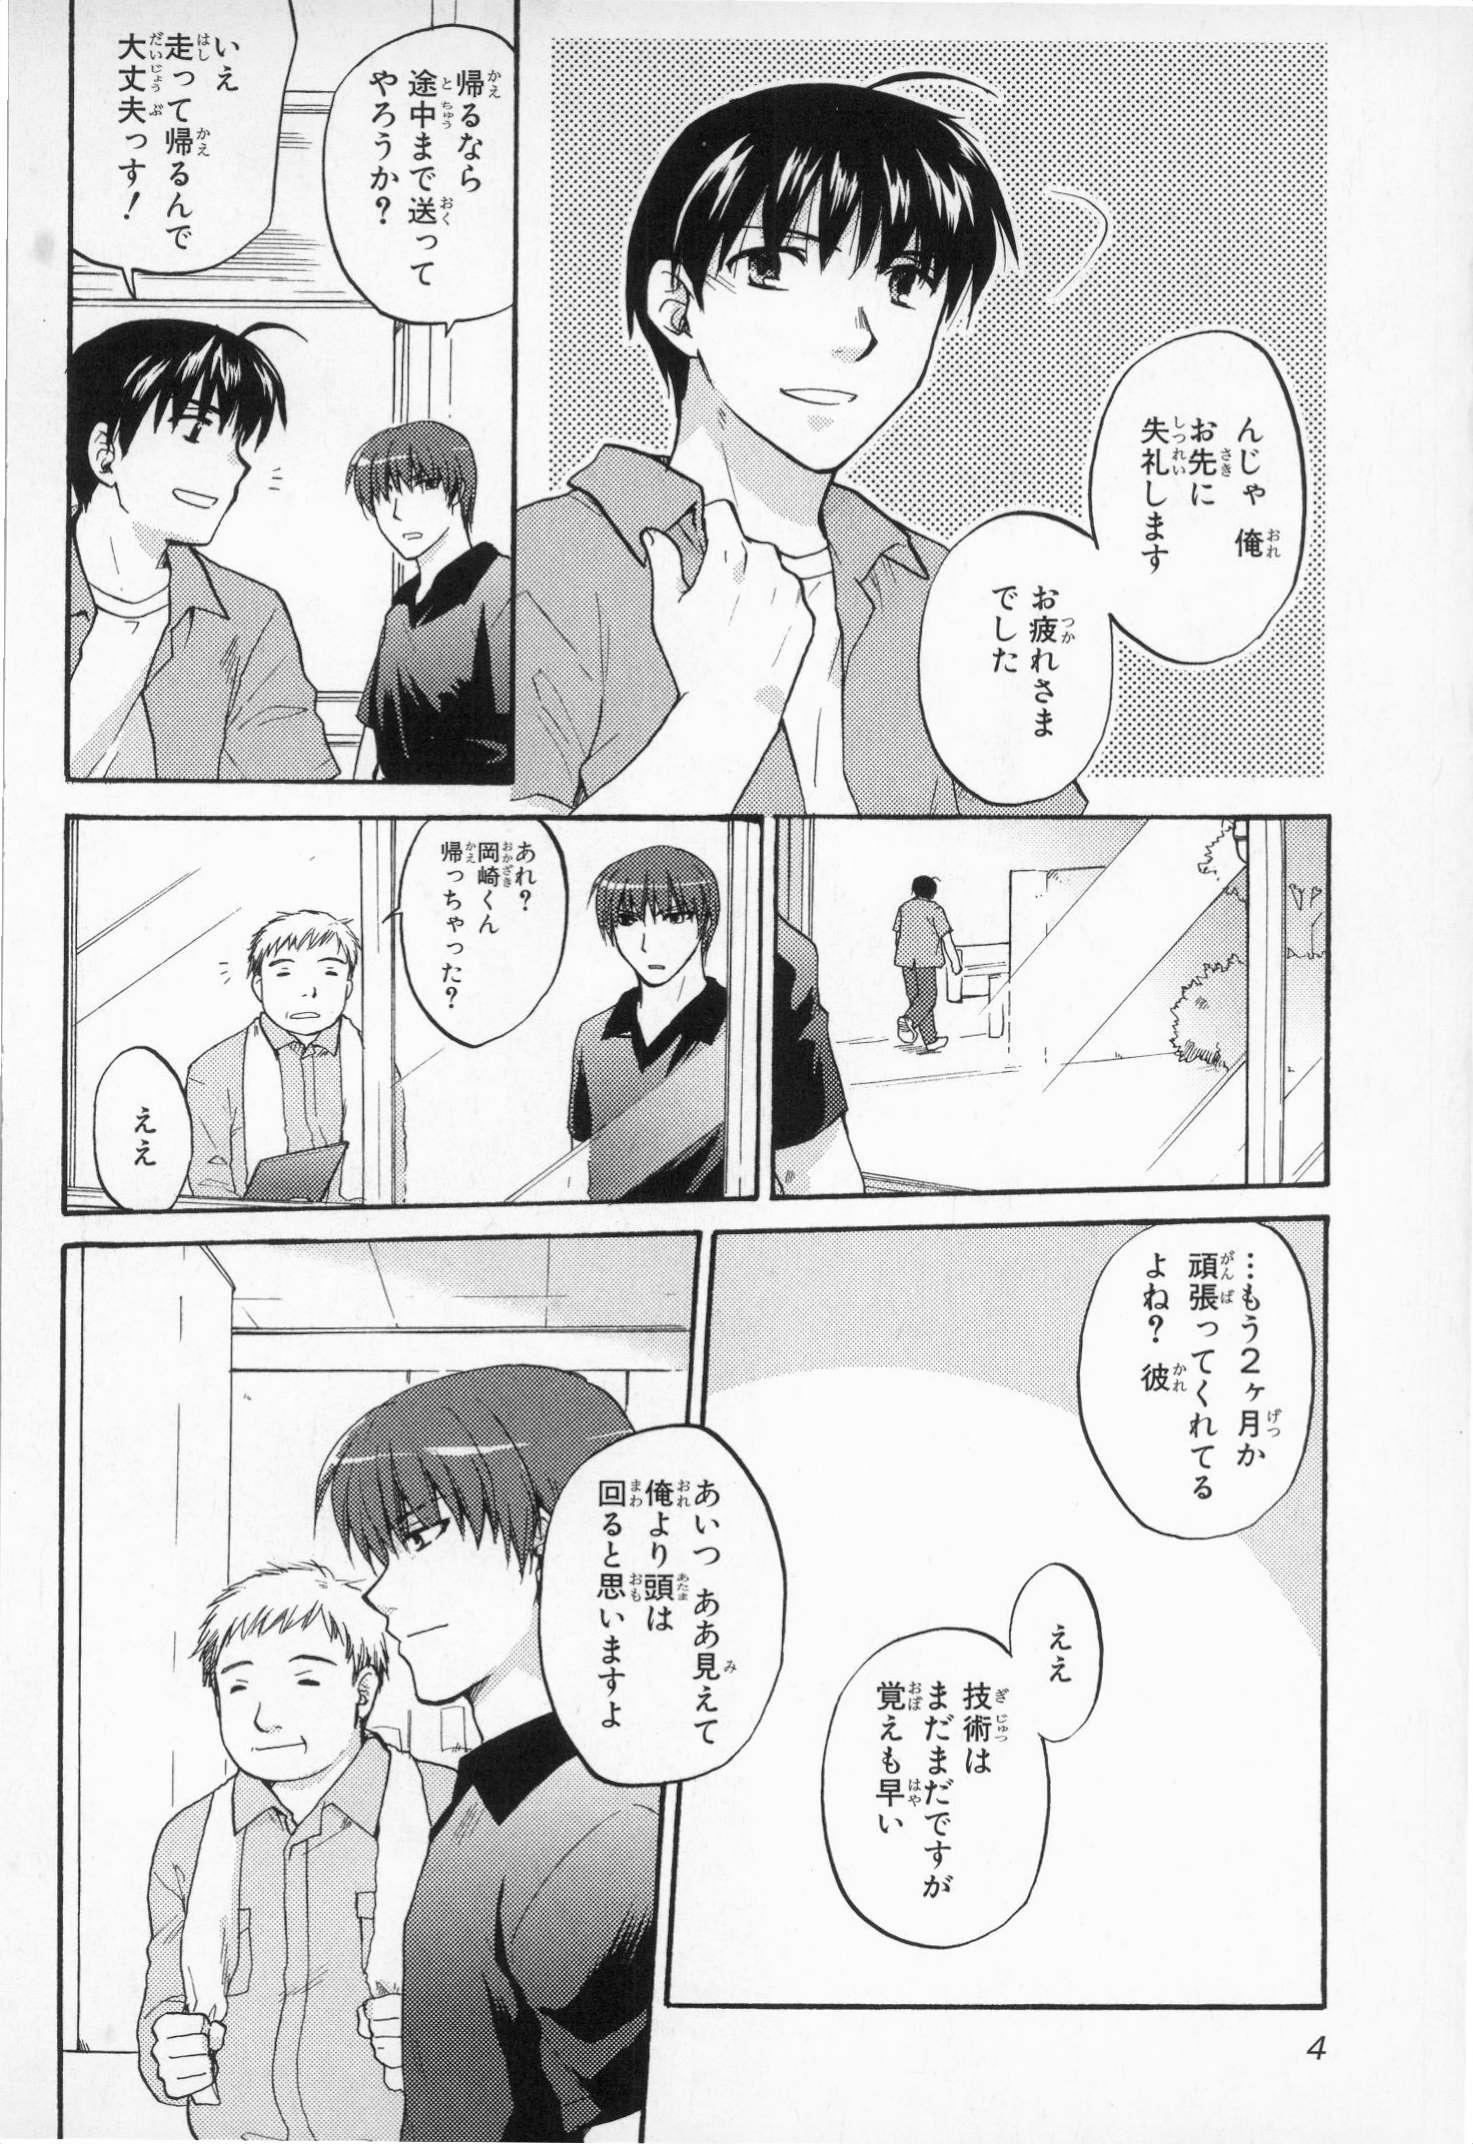 んじゃ 俺
お先に
失礼します
お疲れさま
でした
帰るなら
途中まで送って
やろうか?
いえ
走って帰るんで
大丈夫っす!
あれ?
岡崎くん
帰っちゃった?
ええ
…もう2ヶ月か
頑張ってくれてる
よね? 彼
ええ
技術は
まだまだですが
覚えも早い
あいつ ああ見えて
俺より頭は
回ると思いますよ
4